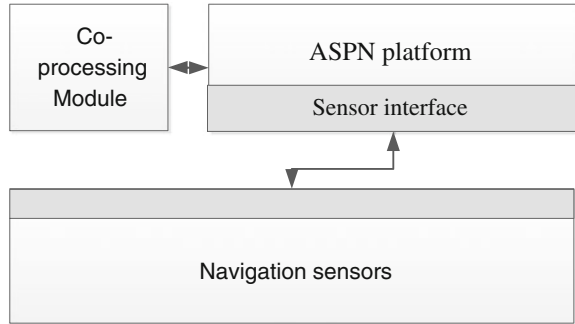 Co-
processing
Module
ASPN platform
Sensor interface
Navigation sensors